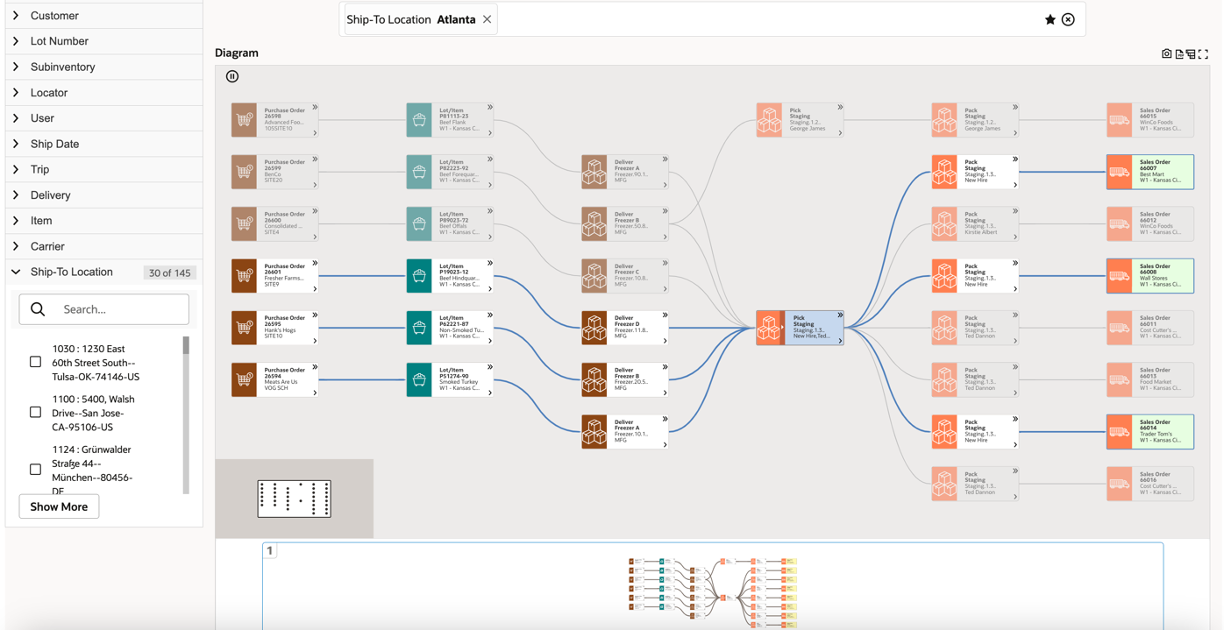 Customer
Lot Number
Subinventory
Locator
User
Ship Date
Trip
Delivery
Item
Carrier
Ship-To Location 30 of 145
Search...
1030 : 1230 East
60th Street South--
Tulsa-OK-74146-US
1100 : 5400, Walsh
Drive--San Jose-
CA-95106-US
1124 : Grünwalder
Straße 44--
München--80456-
DE
Show More
Ship-To Location Atlanta
Diagram
Purchase Order
26598
Advanced Foo...
10SSITE10
Purchase Order
26599
BenCo
SITE20
Purchase Order
26600
Consolidated ...
SITE4
Purchase Order
26601
Fresher Farms...
SITE9
Purchase Order
26595
Hank's Hogs
SITE10
Purchase Order
26594
Meats Are Us
VOG SCH
Lot/Item
P81115-23
Beef Flank
W1 - Kansas C...
Lot/Item
P82223-92
Beef Forequar...
W1 - Kansas C...
Lot/Item
P89023-72
Beef Offals
W1 - Kansas C...
Lot/Item
P19023-12
Beef Hindquar...
W1 - Kansas C...
Lot/Item
P62221-87
Non-Smoked Tu...
W1 - Kansas C...
Lot/Item
P51274-90
Smoked Turkey
W1 - Kansas C...
Deliver
Freezer A
Freezer.90.1...
MFG
Deliver
Freezer B
Freezer.50.8...
MFG
Deliver
Freezer C
Freezer.10.8...
MFG
Deliver
Freezer D
Freezer.11.8...
MFG
Deliver
Freezer B
Freezer.20.5...
MFG
Deliver
Freezer A
Freezer.10.1...
MFG
Pick
Staging
Staging.1.2...
George James
Pick
Staging
Staging.1.3...
New Hire,Ted...
Pack
Staging
Staging.1.2...
George James
Pack
Staging
Staging.1.3...
New Hire
Pack
Staging
Staging.1.3...
Kirstie Albert
Pack
Staging
Staging.1.3...
New Hire
Pack
Staging
Staging.1.3...
Ted Dannon
Pack
Staging
Staging.1.3...
Ted Dannon
Pack
Staging
Staging.1.3...
New Hire
Pack
Staging
Staging.1.3...
Ted Dannon
Sales Order
66015
WinCo Foods
W1 - Kansas Ci...
Sales Order
66007
Best Mart
W1 - Kansas Ci...
Sales Order
66012
WinCo Foods
W1 - Kansas Ci...
Sales Order
66008
Wall Stores
W1 - Kansas Ci...
Sales Order
66011
Cost Cutter's ...
W1 - Kansas Ci...
Sales Order
66013
Food Market
W1 - Kansas Ci...
Sales Order
66014
Trader Tom's
W1 - Kansas Ci...
Sales Order
66016
Cost Cutter's ...
W1 - Kansas Ci...
1